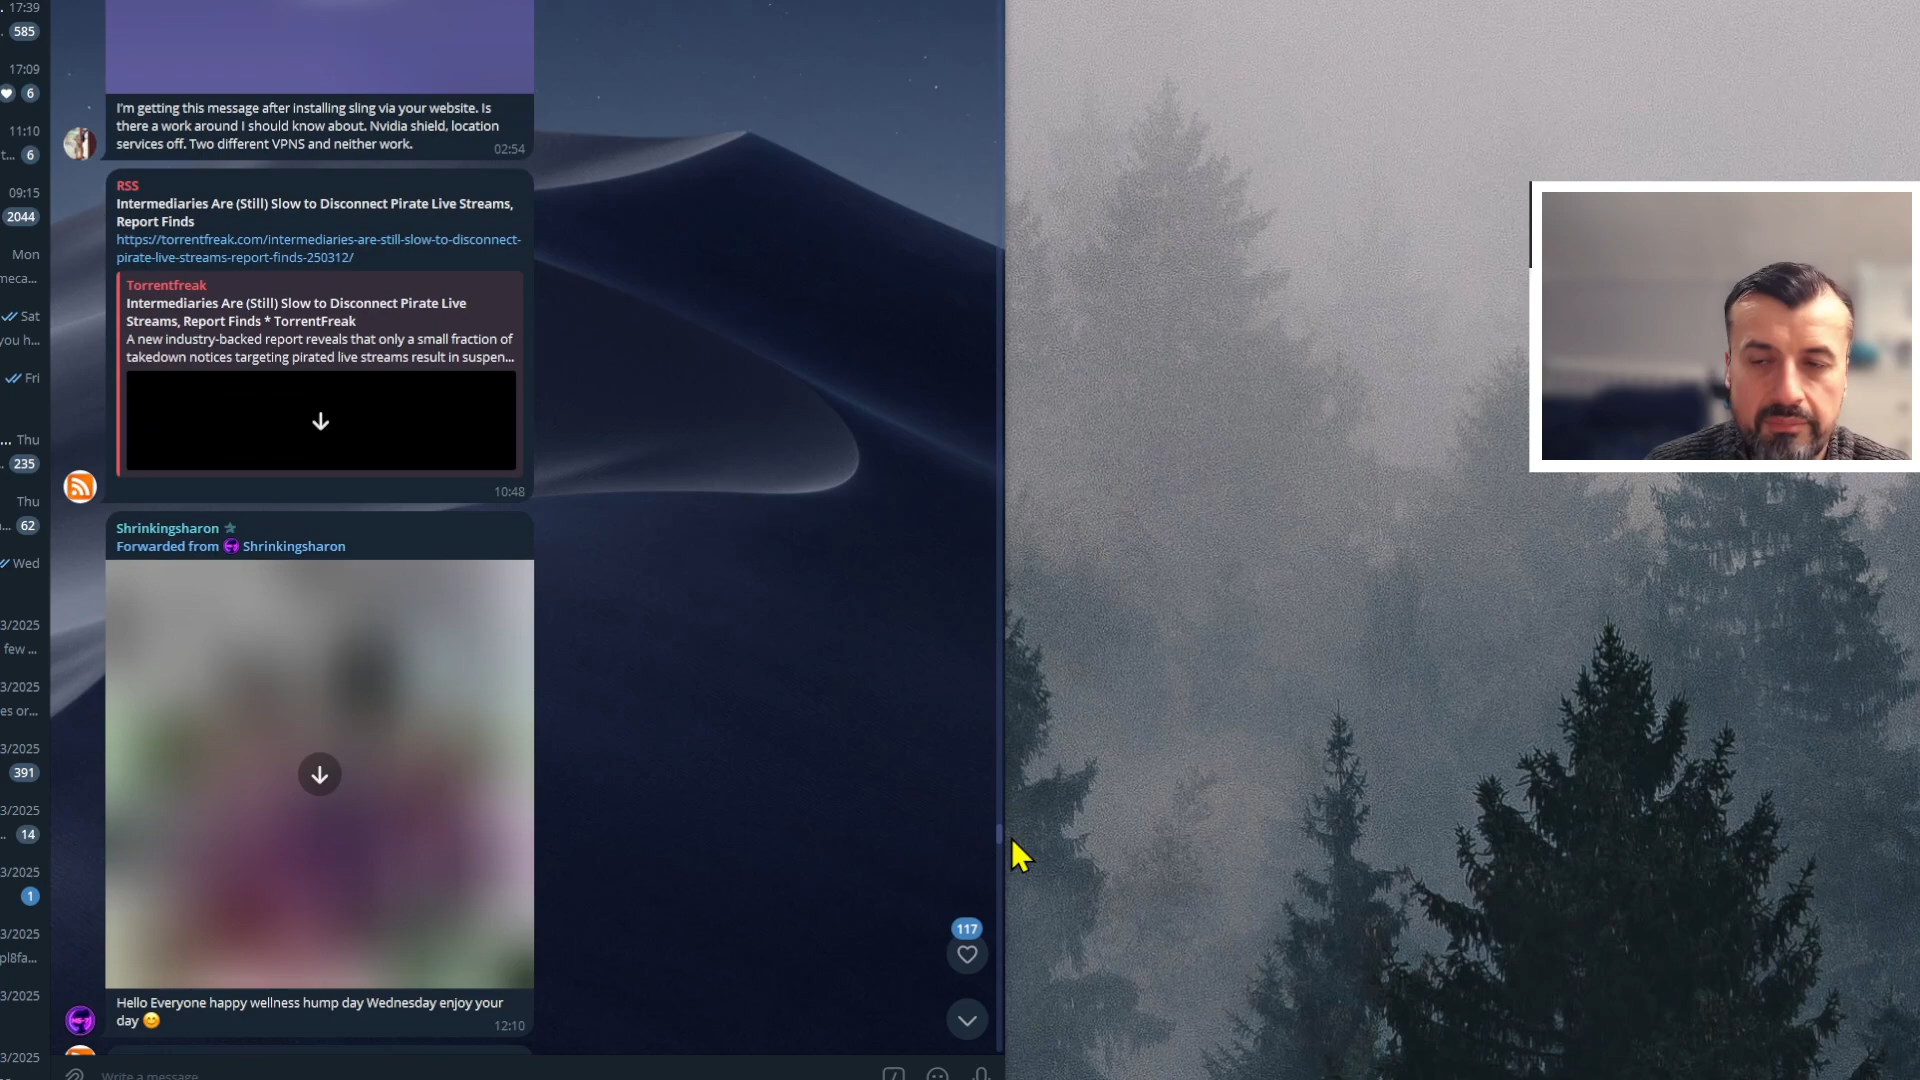 17:39
585
17:09
6
11:10
t...
6
09:15
2044
Mon
meca...
Sat
you h...
Fri
... Thu
235
Thu
62
Wed
3/2025
few ...
3/2025
es or...
3/2025
391
3/2025
14
3/2025
1
3/2025
pl8fa...
3/2025
3/2025
I'm getting this message after installing sling via your website. Is
there a work around I should know about. Nvidia shield, location
services off. Two different VPNS and neither work.
02:54
RSS
Intermediaries Are (Still) Slow to Disconnect Pirate Live Streams,
Report Finds
https://torrentfreak.com/intermediaries-are-still-slow-to-disconnect-
pirate-live-streams-report-finds-250312/
Torrentfreak
Intermediaries Are (Still) Slow to Disconnect Pirate Live
Streams, Report Finds * TorrentFreak
A new industry-backed report reveals that only a small fraction of
takedown notices targeting pirated live streams result in suspen...
10:48
Shrinkingsharon
Forwarded from Shrinkingsharon
Hello Everyone happy wellness hump day Wednesday enjoy your
day 😊
12:10
117
Write a message...